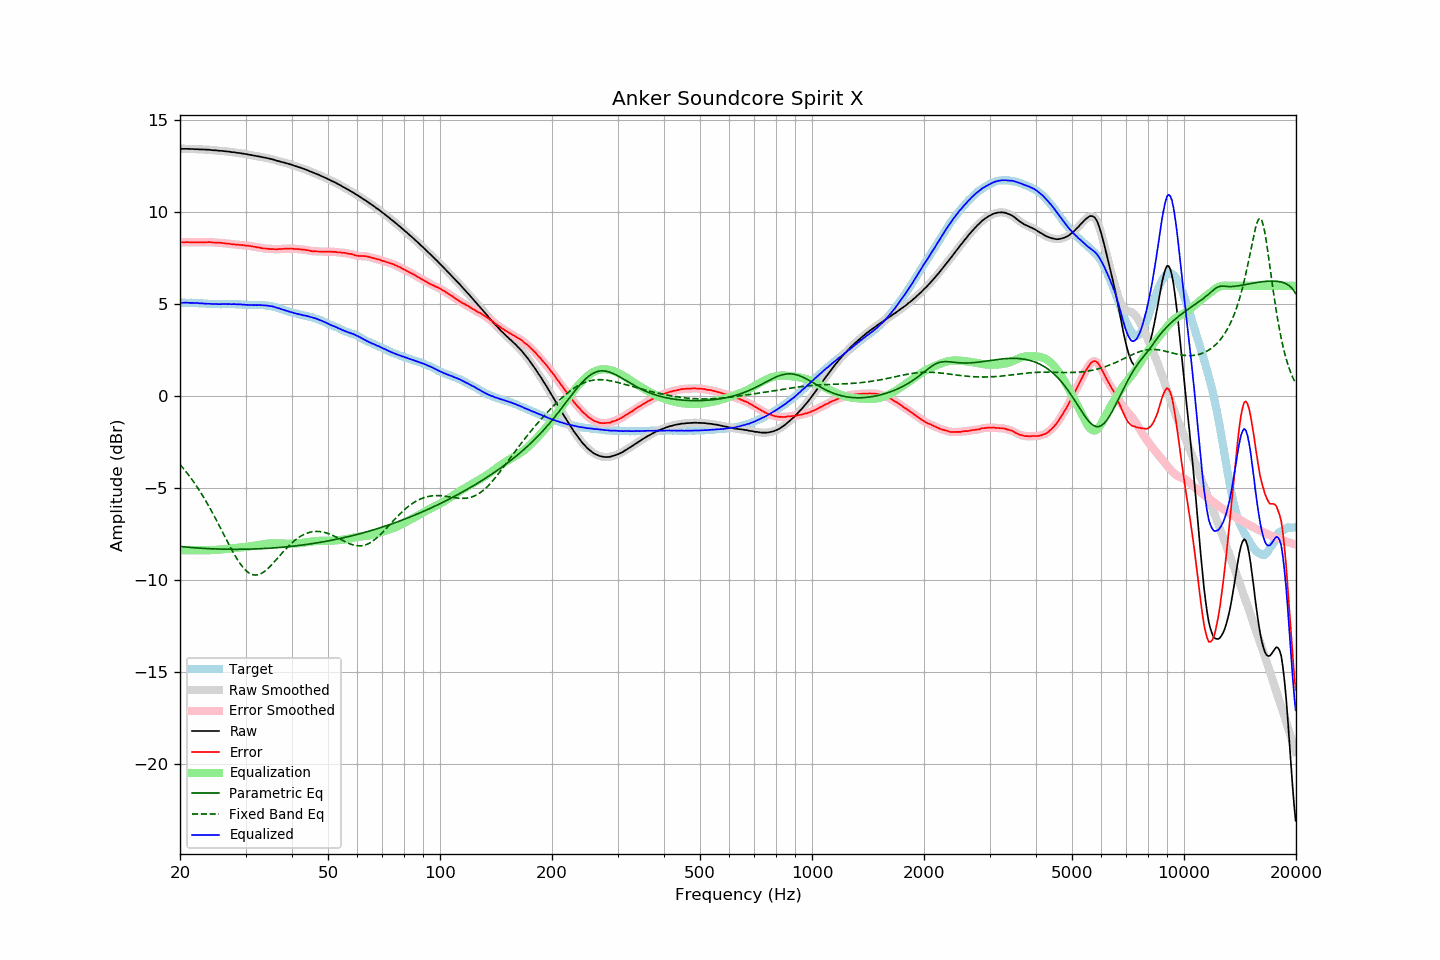 Anker Soundcore Spirit X
15
10
5
0
−5
−10
−15
−20
Amplitude (dBr)
Target
Raw Smoothed
Error Smoothed
Raw
Error
Equalization
Parametric Eq
Fixed Band Eq
Equalized
20 50 100 200 500 1000 2000 5000 10000 20000
Frequency (Hz)